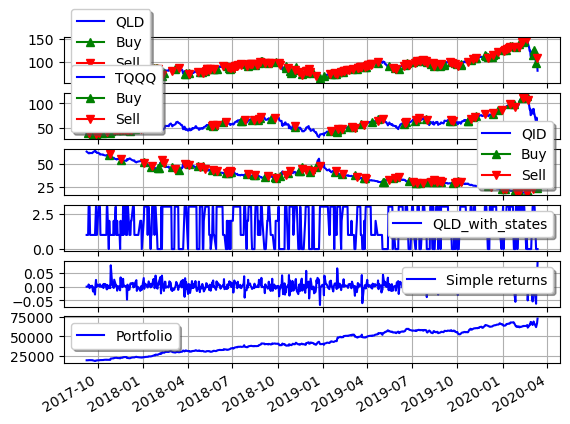 QLD
Buy
Sell
150
100
TQQQ
Buy
Sell
100
50
QID
Buy
Sell
50
25
QLD_with_states
2.5
0.0
Simple returns
0.05
0.00
−0.05
Portfolio
75000
50000
25000
2017-10
2018-01
2018-04
2018-07
2018-10
2019-01
2019-04
2019-07
2019-10
2020-01
2020-04